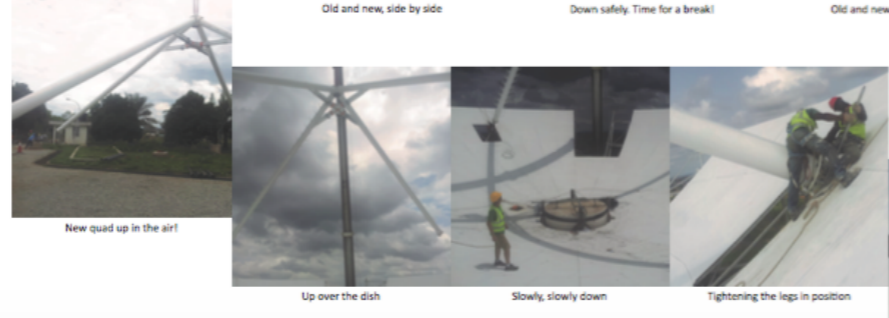 Old and new, side by side
Down safely. Time for a break!
Old and new
New quad up in the air!
Up over the dish
Slowly, slowly down
Tightening the legs in position